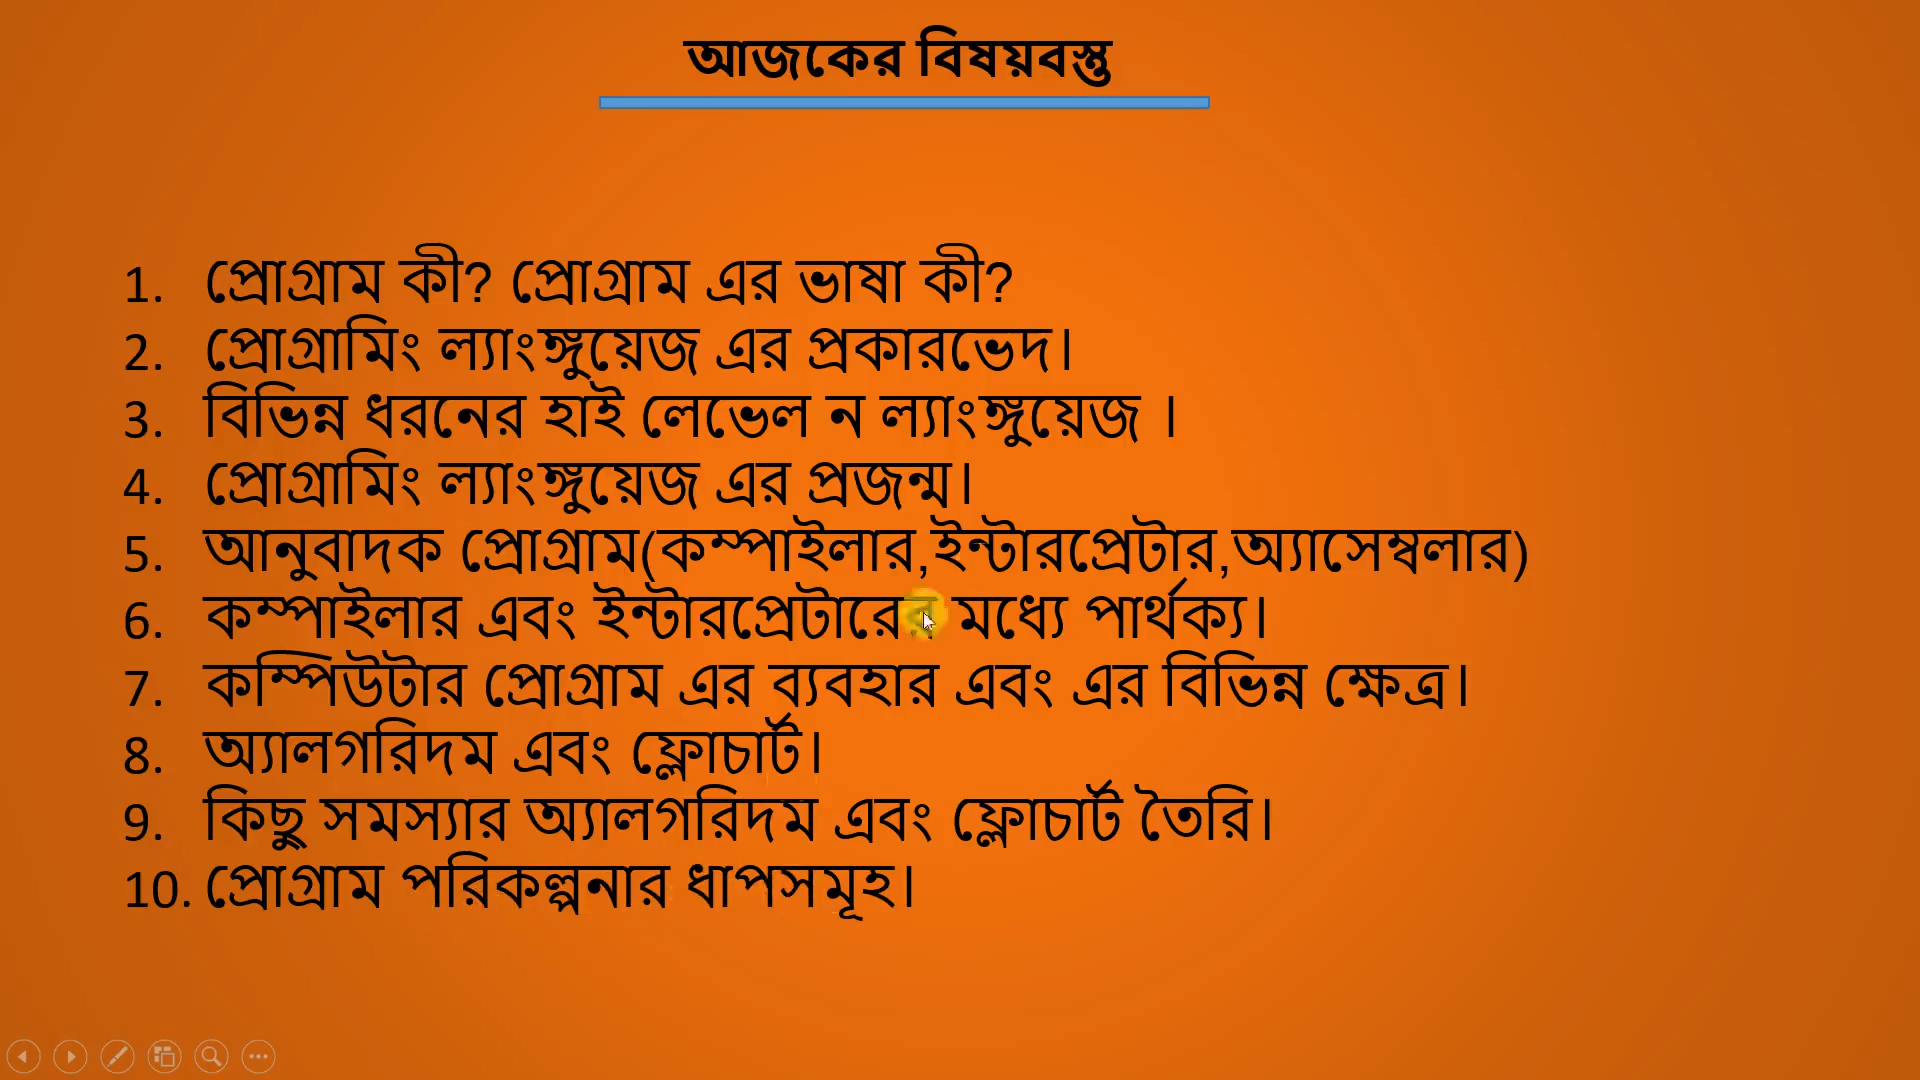 আজকের বিষয়বস্তু
1. প্রোগ্রাম কী? প্রোগ্রাম এর ভাষা কী?
2. প্রোগ্রামিং ল্যাংঙ্গুয়েজ এর প্রকারভেদ।
3. বিভিন্ন ধরনের হাই লেভেল ন ল্যাংঙ্গুয়েজ ।
4. প্রোগ্রামিং ল্যাংঙ্গুয়েজ এর প্রজন্ম।
5. আনুবাদক প্রোগ্রাম(কম্পাইলার,ইন্টারপ্রেটার,অ্যাসেম্বলার)
6. কম্পাইলার এবং ইন্টারপ্রেটারের মধ্যে পার্থক্য।
7. কম্পিউটার প্রোগ্রাম এর ব্যবহার এবং এর বিভিন্ন ক্ষেত্র।
8. অ্যালগরিদম এবং ফ্লোচার্ট।
9. কিছু সমস্যার অ্যালগরিদম এবং ফ্লোচার্ট তৈরি।
10. প্রোগ্রাম পরিকল্পনার ধাপসমূহ।